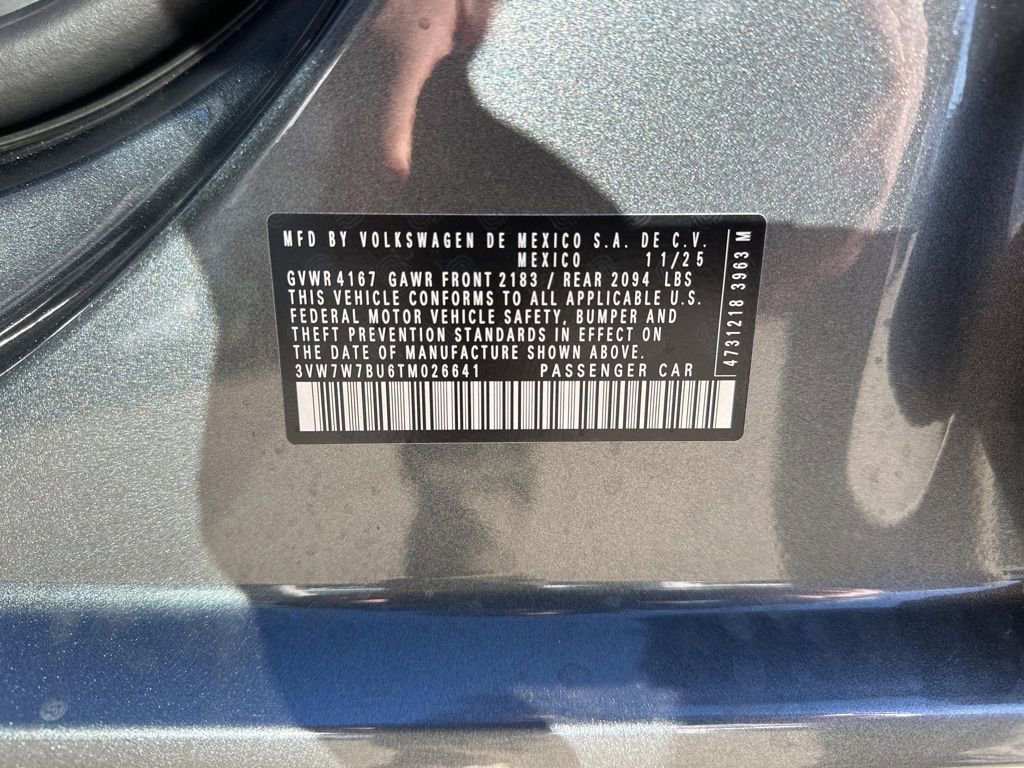 MFD BY VOLKSWAGEN DE MEXICO S.A. DE C.V.
MEXICO 11/25
GVWR 4167 GAWR FRONT 2183 / REAR 2094 LBS
THIS VEHICLE CONFORMS TO ALL APPLICABLE U.S.
FEDERAL MOTOR VEHICLE SAFETY, BUMPER AND
THEFT PREVENTION STANDARDS IN EFFECT ON
THE DATE OF MANUFACTURE SHOWN ABOVE.
3VW7W7BU6TM026641 PASSENGER CAR
4731218 3963 M